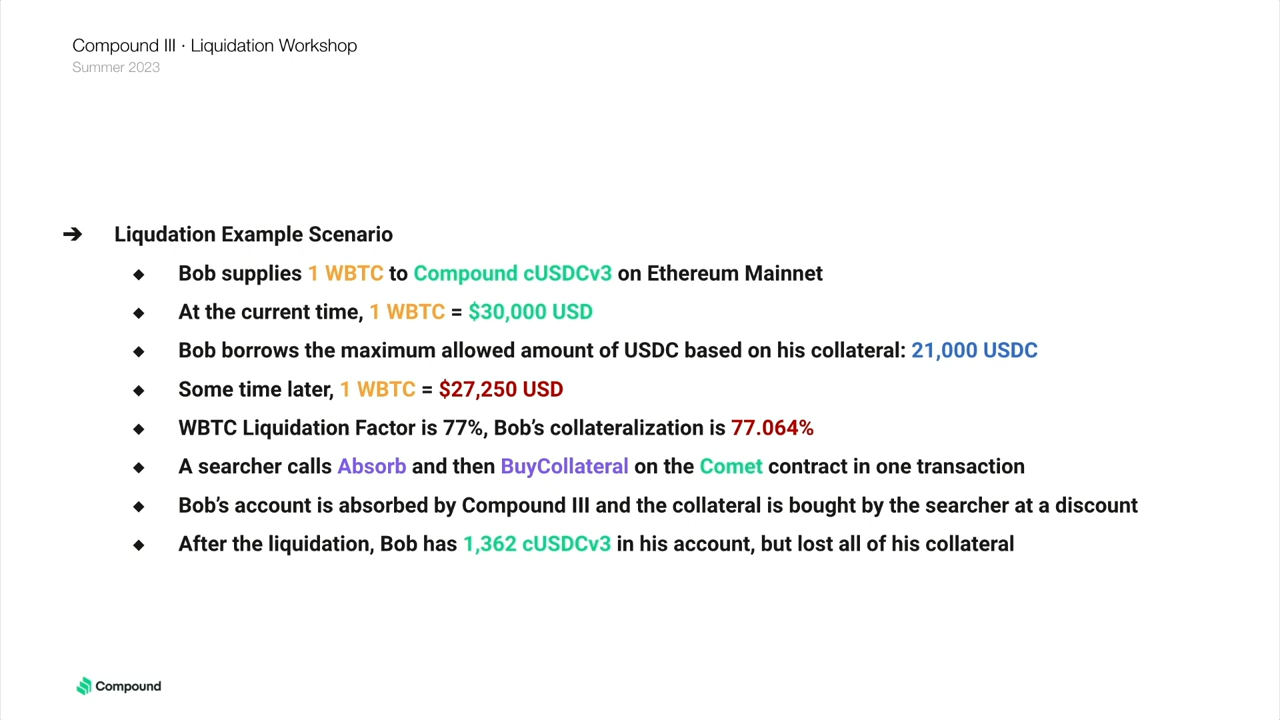 Compound III · Liquidation Workshop
Summer 2023
➔ Liqudation Example Scenario
◆ Bob supplies 1 WBTC to Compound cUSDCv3 on Ethereum Mainnet
◆ At the current time, 1 WBTC = $30,000 USD
◆ Bob borrows the maximum allowed amount of USDC based on his collateral: 21,000 USDC
◆ Some time later, 1 WBTC = $27,250 USD
◆ WBTC Liquidation Factor is 77%, Bob’s collateralization is 77.064%
◆ A searcher calls Absorb and then BuyCollateral on the Comet contract in one transaction
◆ Bob’s account is absorbed by Compound III and the collateral is bought by the searcher at a discount
◆ After the liquidation, Bob has 1,362 cUSDCv3 in his account, but lost all of his collateral
Compound